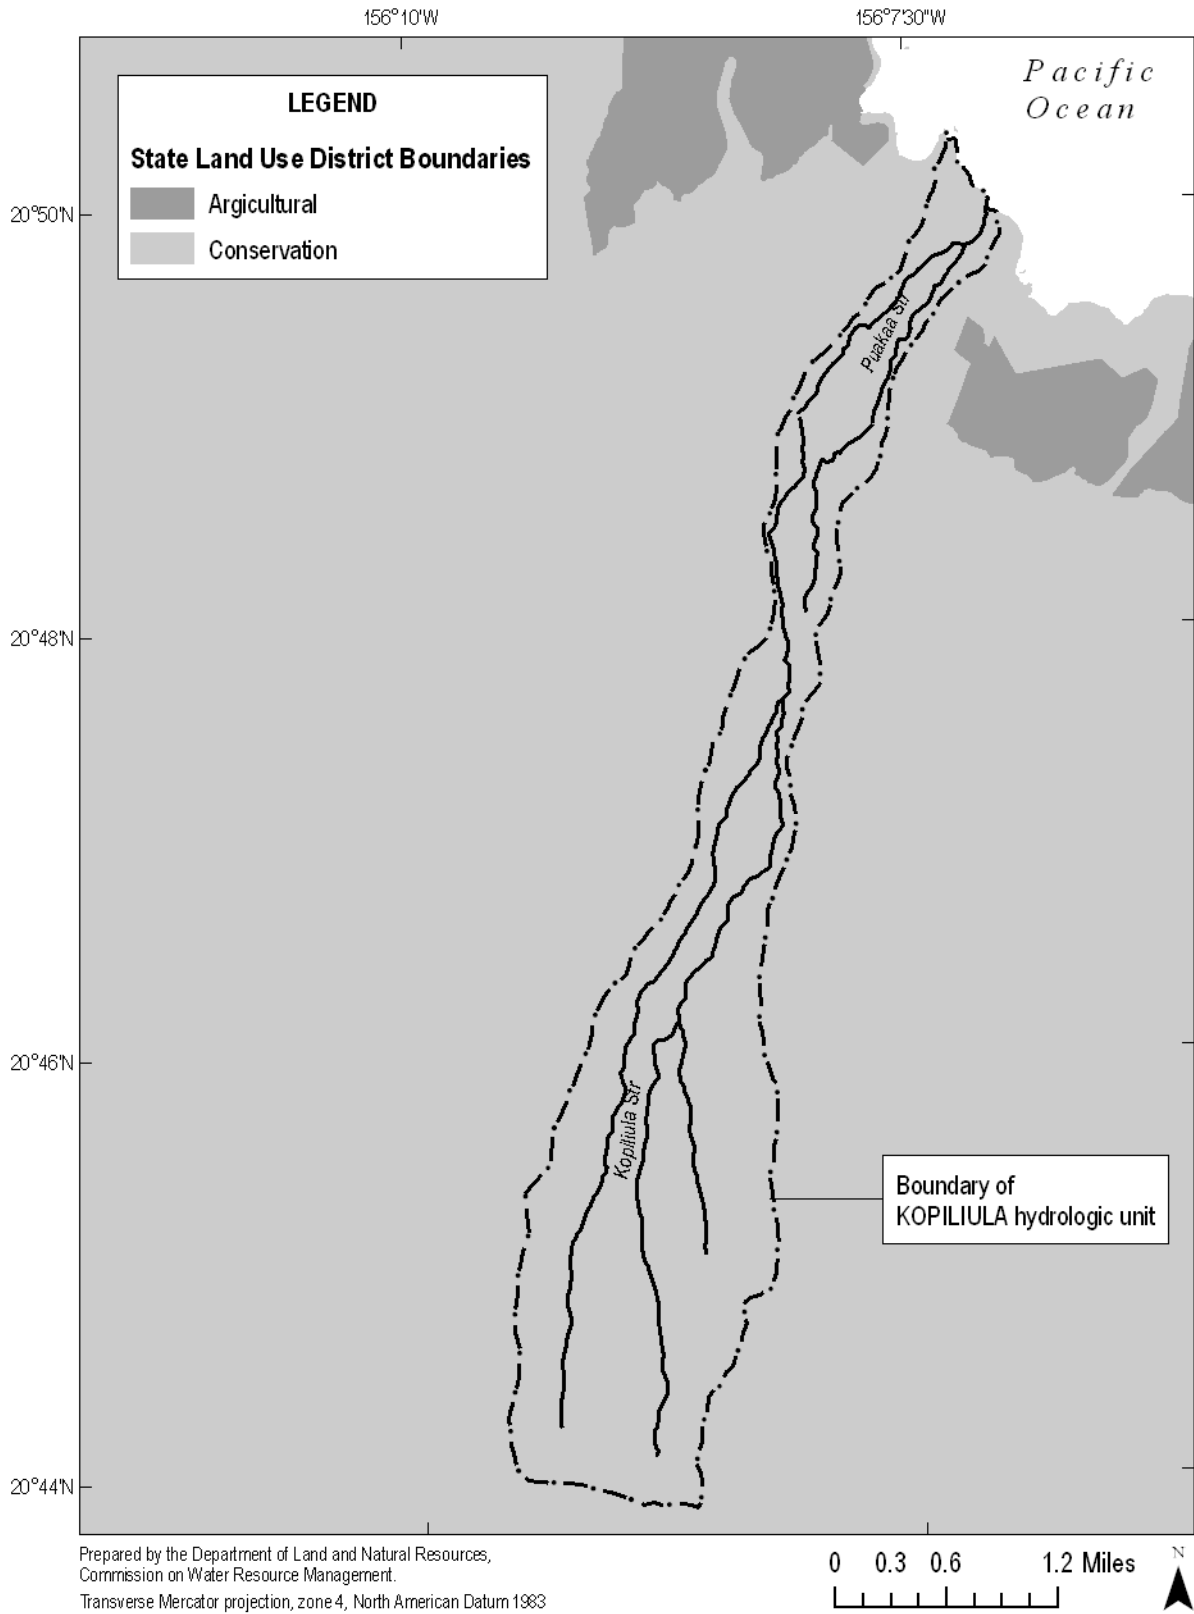 156°10'W
156°7'30"W
Pacific
Ocean
LEGEND
State Land Use District Boundaries
Argicultural
Conservation
20°50'N
Puakaa Str
20°48'N
20°46'N
Kopiliula Str
Boundary of
KOPILIULA hydrologic unit
20°44'N
Prepared by the Department of Land and Natural Resources,
Commission on Water Resource Management.
Transverse Mercator projection, zone 4, North American Datum 1983
0 0.3 0.6 1.2 Miles
N